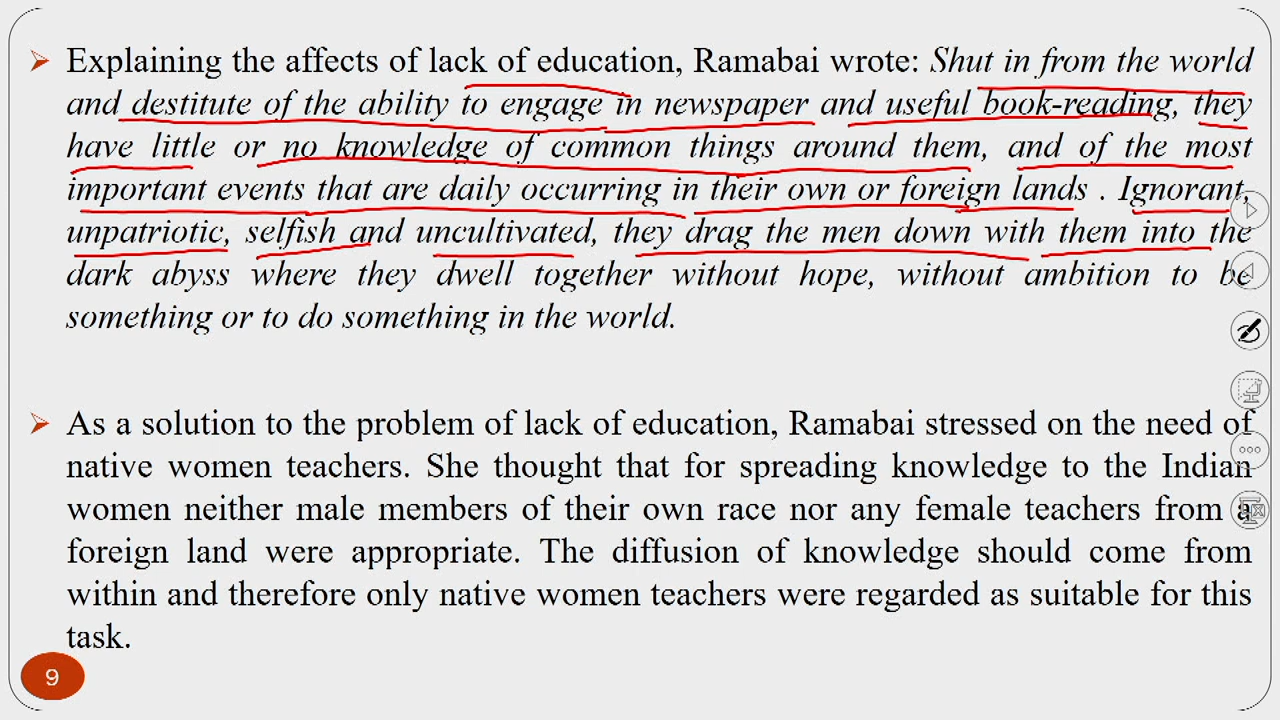 Explaining the affects of lack of education, Ramabai wrote: Shut in from the world
and destitute of the ability to engage in newspaper and useful book-reading, they
have little or no knowledge of common things around them, and of the most
important events that are daily occurring in their own or foreign lands . Ignorant,
unpatriotic, selfish and uncultivated, they drag the men down with them into the
dark abyss where they dwell together without hope, without ambition to be
something or to do something in the world.
As a solution to the problem of lack of education, Ramabai stressed on the need of
native women teachers. She thought that for spreading knowledge to the Indian
women neither male members of their own race nor any female teachers from a
foreign land were appropriate. The diffusion of knowledge should come from
within and therefore only native women teachers were regarded as suitable for this
task.
9